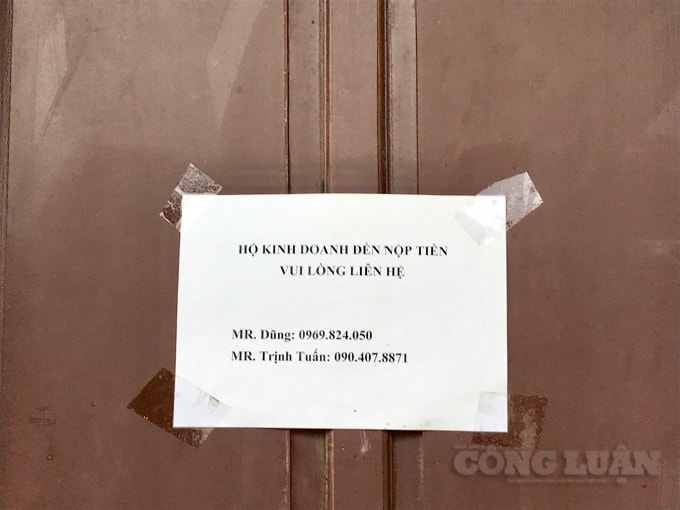 HỘ KINH DOANH ĐẾN NỘP TIỀN
VUI LÒNG LIÊN HỆ
MR. Dũng: 0969.824.050
MR. Trịnh Tuấn: 090.407.8871
CÔNG LUẬN